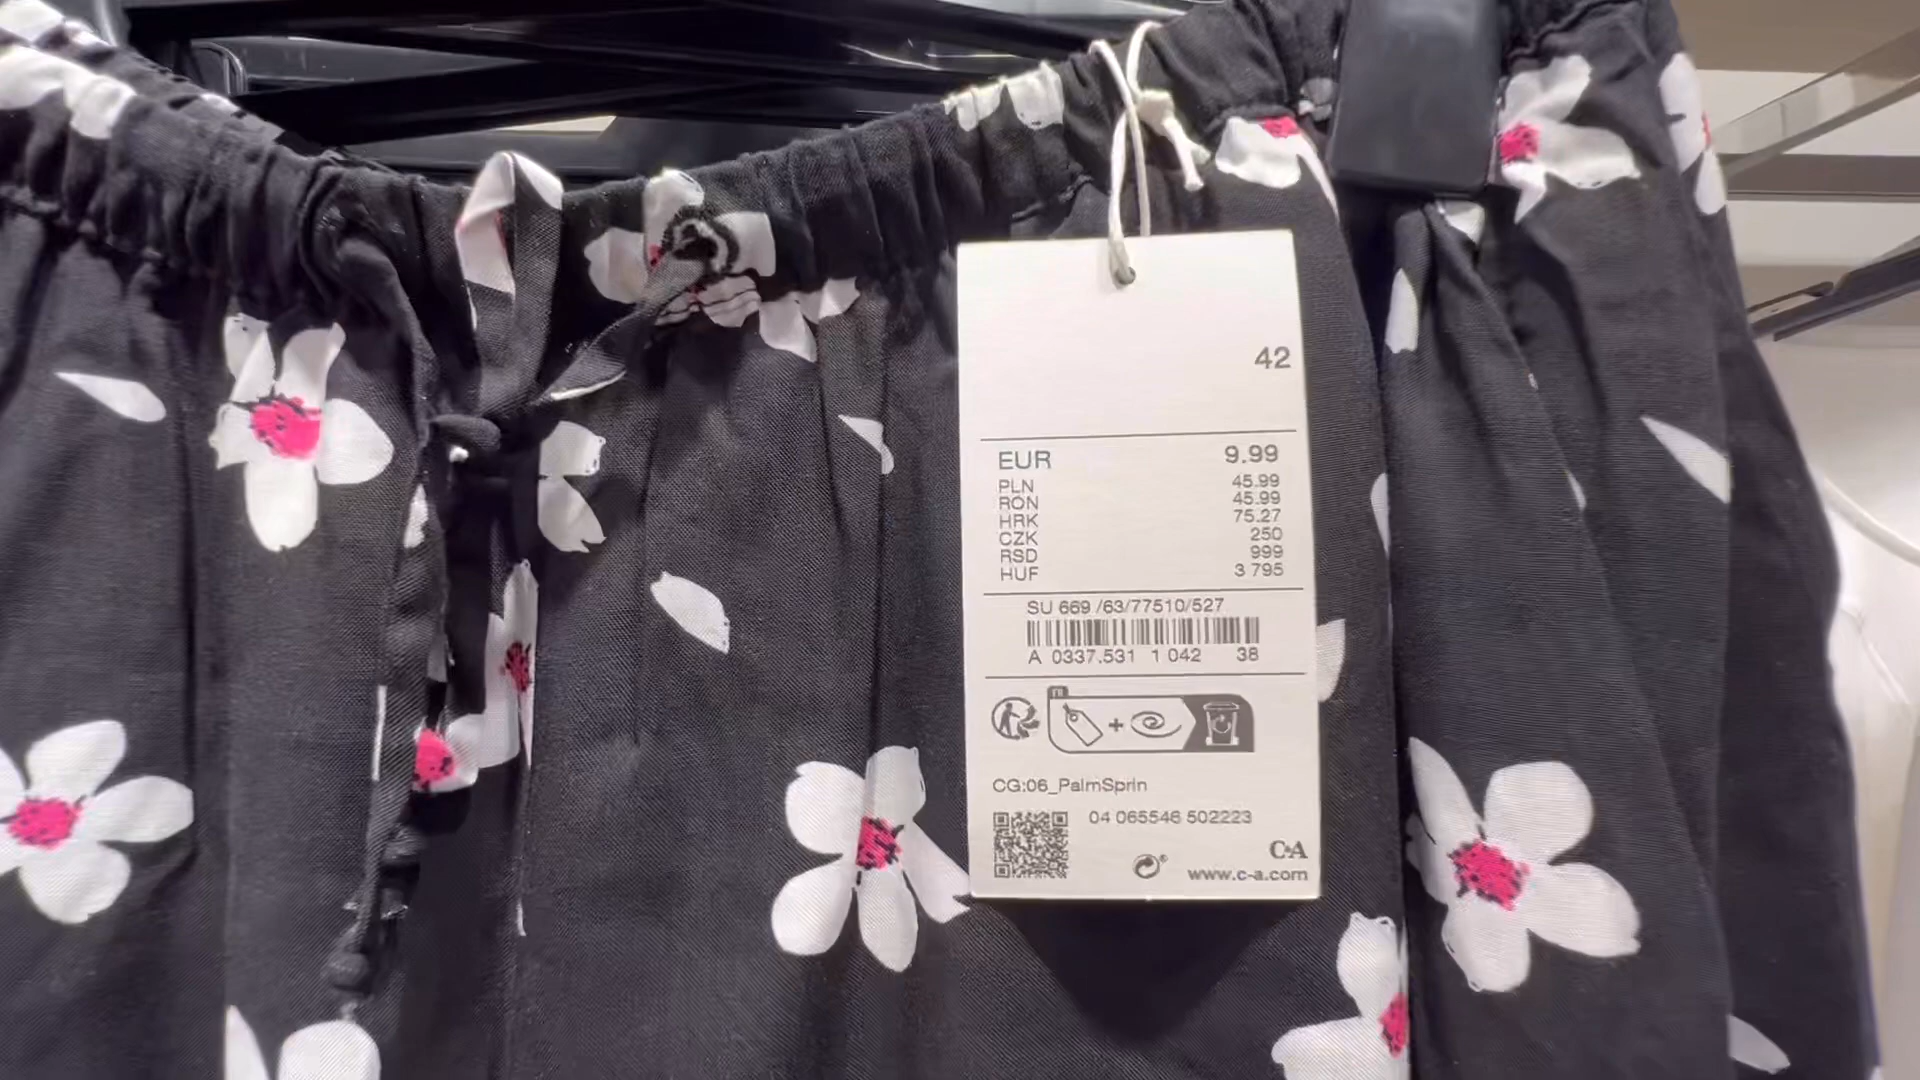 42
EUR 9.99
PLN 45.99
RON 45.99
HRK 75.27
CZK 250
RSD 999
HUF 3 795
SU 669 /63/77510/527
A 0337.531 1 042 38
FR
+
CG:06_PalmSprin
04 065546 502223
C&A
www.c-a.com